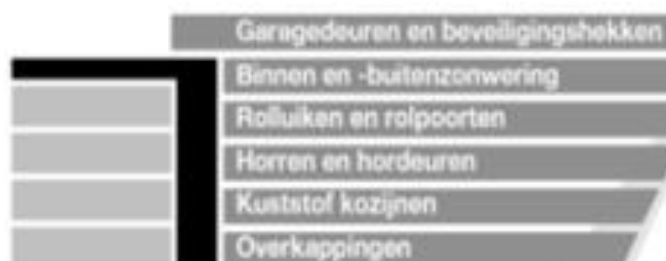 Garagedeuren en beveiligingshekken
Binnen en -buitenzonwering
Rolluiken en rolpoorten
Horren en hordeuren
Kuststof kozijnen
Overkappingen